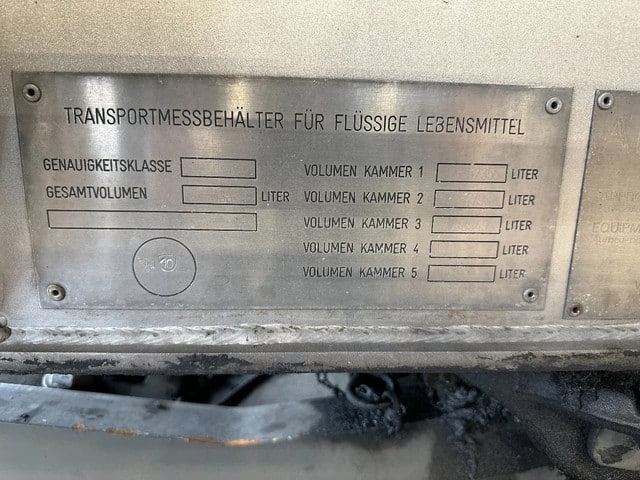 TRANSPORTMESSBEHÄLTER FÜR FLÜSSIGE LEBENSMITTEL
GENAUIGKEITSKLASSE
GESAMTVOLUMEN LITER
VOLUMEN KAMMER 1 LITER
VOLUMEN KAMMER 2 LITER
VOLUMEN KAMMER 3 LITER
VOLUMEN KAMMER 4 LITER
VOLUMEN KAMMER 5 LITER
EQUIPM